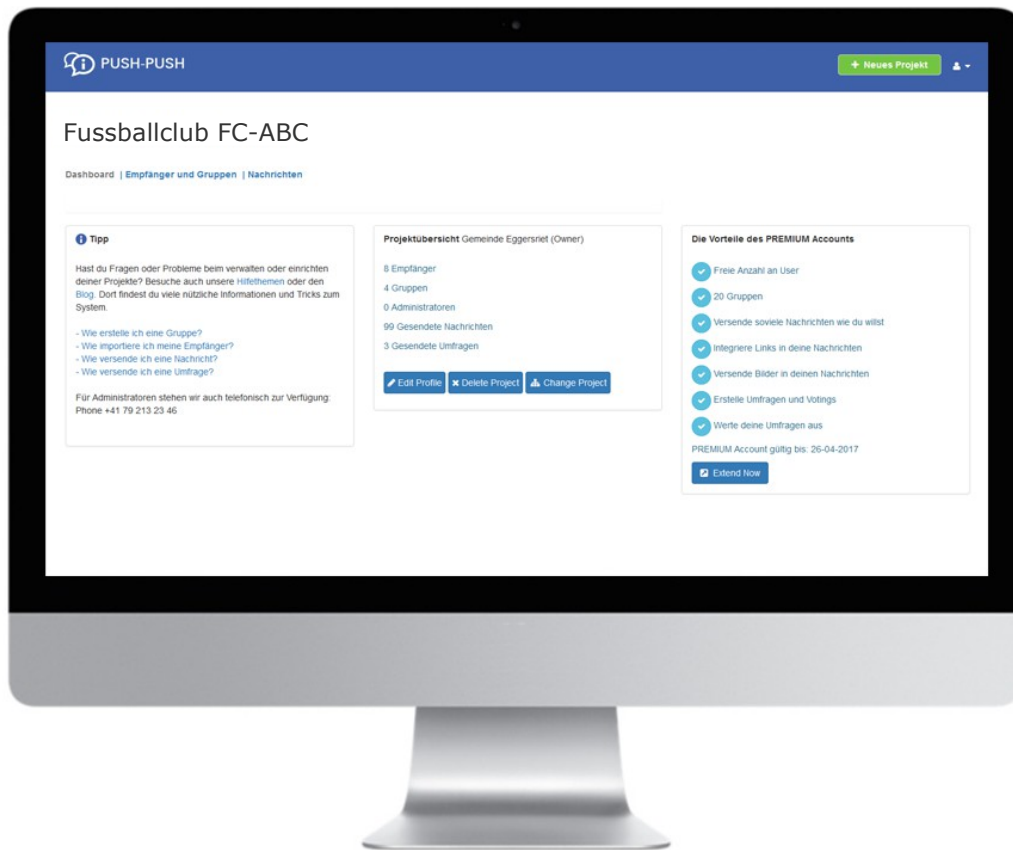 PUSH-PUSH
Neues Projekt
Fussballclub FC-ABC
Dashboard | Empfänger und Gruppen | Nachrichten
Tipp
Hast du Fragen oder Probleme beim verwalten oder einrichten
deiner Projekte? Besuche auch unsere Hilfethemen oder den
Blog. Dort findest du viele nützliche Informationen und Tricks zum
System.
- Wie erstelle ich eine Gruppe?
- Wie importiere ich meine Empfänger?
- Wie versende ich eine Nachricht?
- Wie versende ich eine Umfrage?
Für Administratoren stehen wir auch telefonisch zur Verfügung:
Phone +41 79 213 23 46
Projektübersicht Gemeinde Eggersriet (Owner)
8 Empfänger
4 Gruppen
0 Administratoren
99 Gesendete Nachrichten
3 Gesendete Umfragen
Edit Profile Delete Project Change Project
Die Vorteile des PREMIUM Accounts
Freie Anzahl an User
20 Gruppen
Versende soviele Nachrichten wie du willst
Integriere Links in deine Nachrichten
Versende Bilder in deinen Nachrichten
Erstelle Umfragen und Votings
Werte deine Umfragen aus
PREMIUM Account gültig bis: 26-04-2017
Extend Now